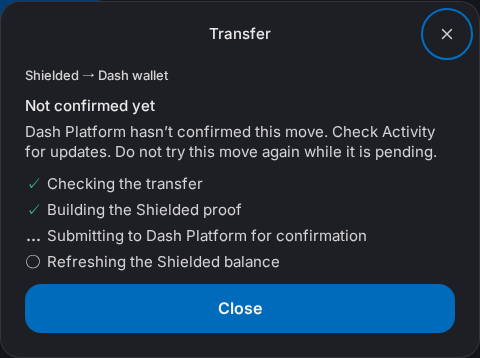 Transfer
Shielded → Dash wallet
Not confirmed yet
Dash Platform hasn’t confirmed this move. Check Activity
for updates. Do not try this move again while it is pending.
✓ Checking the transfer
✓ Building the Shielded proof
… Submitting to Dash Platform for confirmation
○ Refreshing the Shielded balance
Close